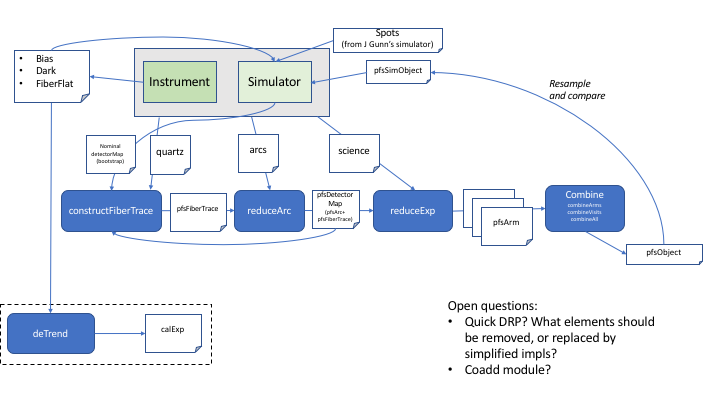 Spots
(from J Gunn's simulator)
• Bias
• Dark
• FiberFlat
Instrument
Simulator
pfsSimObject
Resample
and compare
Nominal
detectorMap
(bootstrap)
quartz
arcs
science
constructFiberTrace
pfsFiberTrace
reduceArc
pfsDetector
Map
(pfsArc+
pfsFiberTrace)
reduceExp
pfsArm
Combine
combineArms
combineVisits
combineAll
pfsObject
deTrend
calExp
Open questions:
• Quick DRP? What elements should
be removed, or replaced by
simplified impls?
• Coadd module?